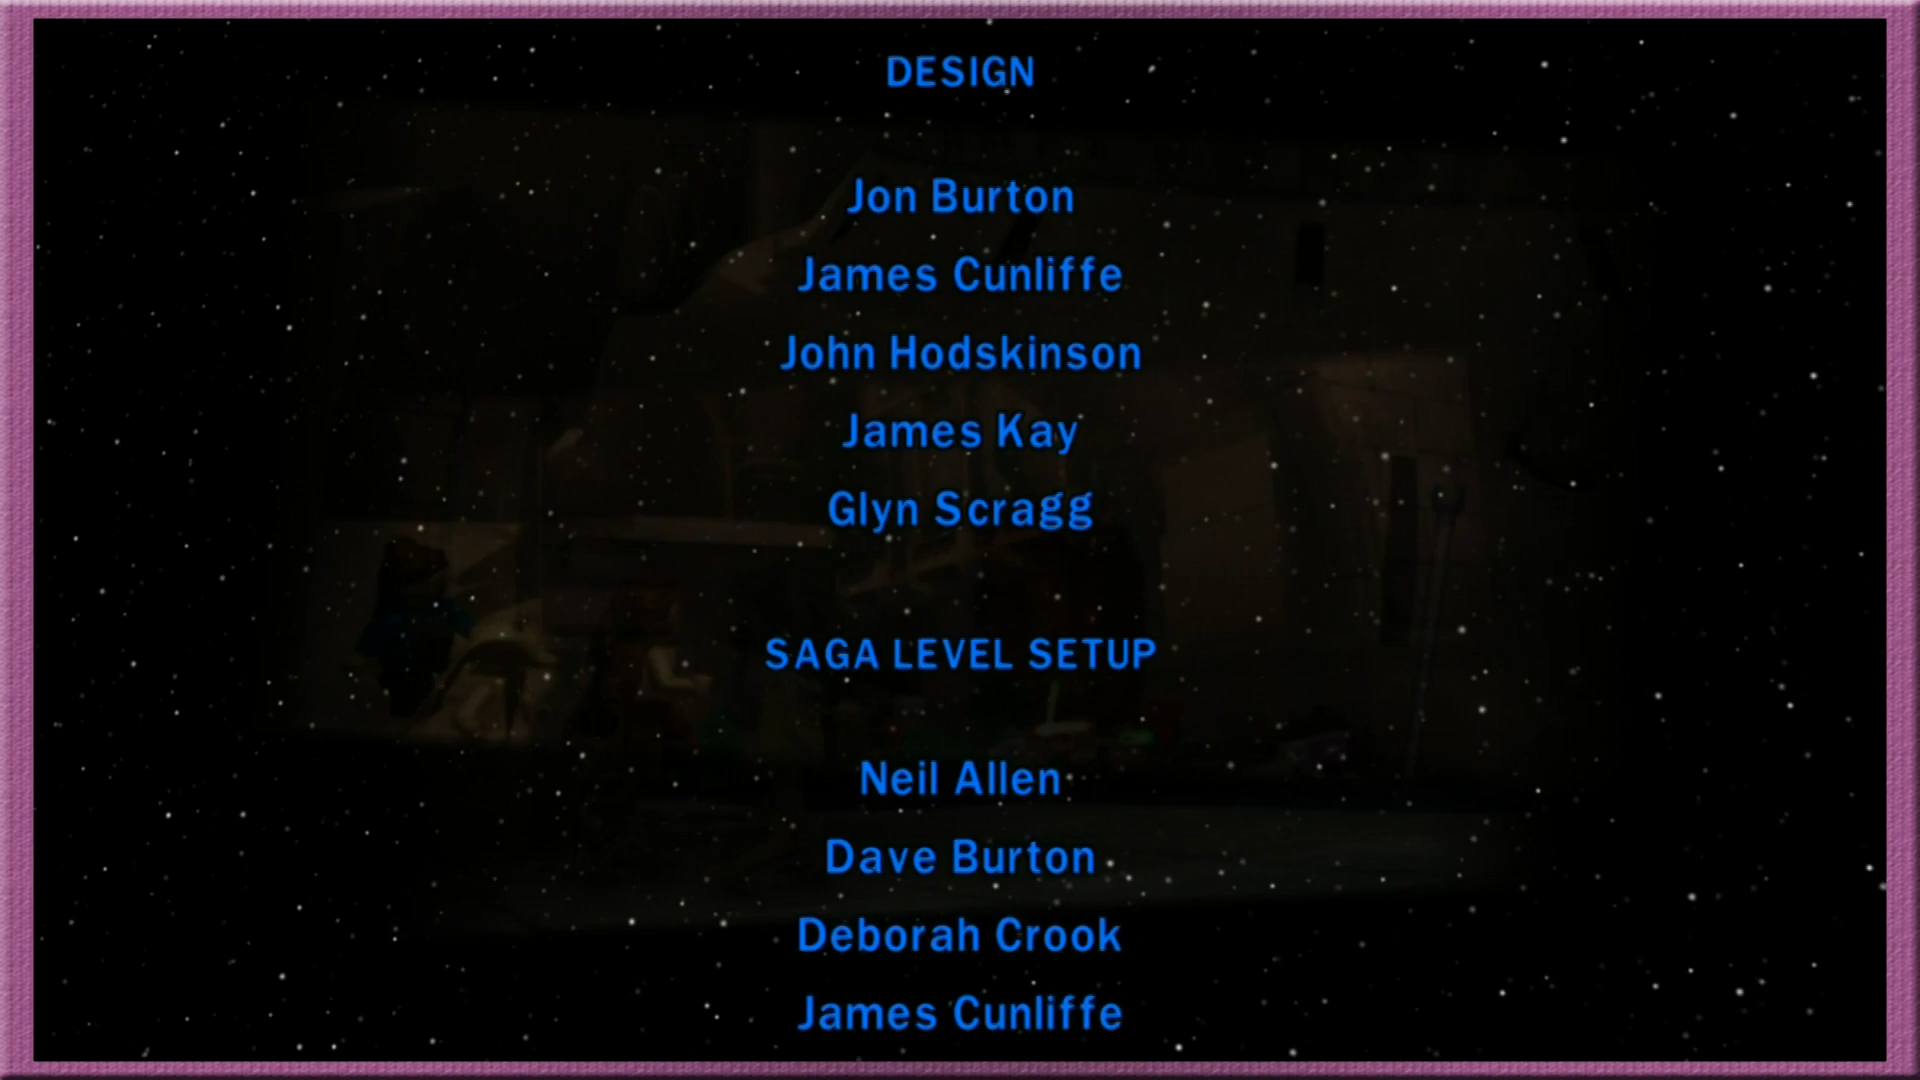 DESIGN
Jon Burton
James Cunliffe
John Hodskinson
James Kay
Glyn Scragg
SAGA LEVEL SETUP
Neil Allen
Dave Burton
Deborah Crook
James Cunliffe